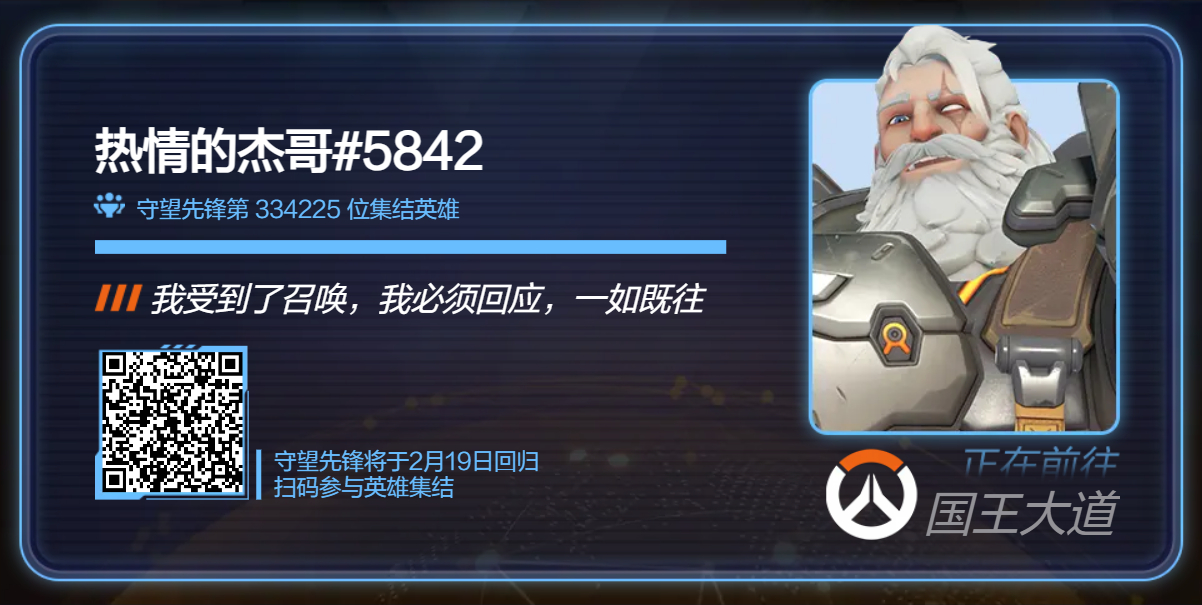 热情的杰哥#5842
守望先锋第 334225 位集结英雄
我受到了召唤，我必须回应，一如既往
守望先锋将于2月19日回归
扫码参与英雄集结
正在前往
国王大道